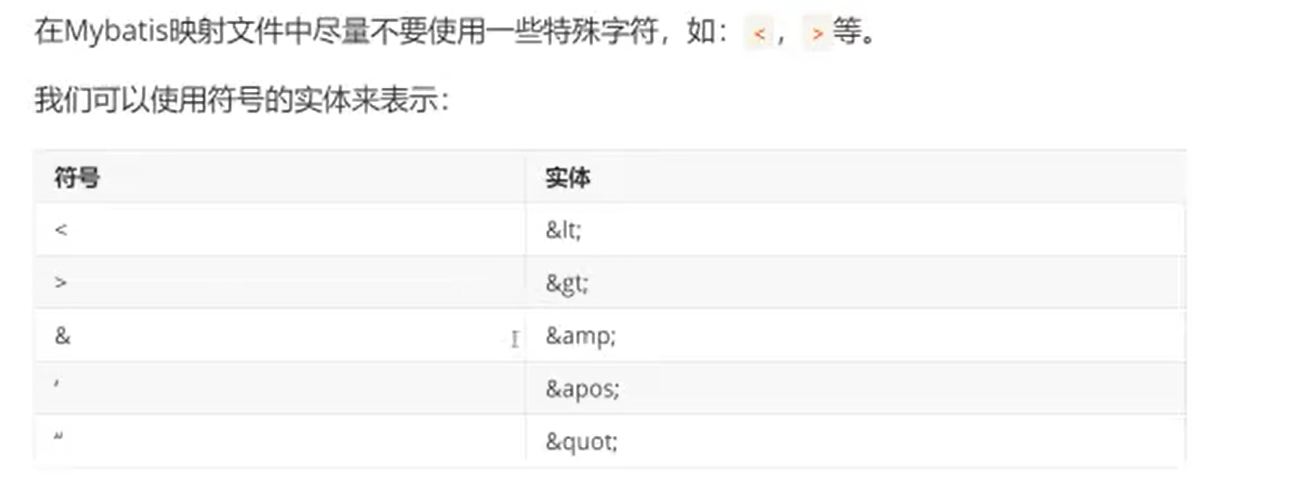 在Mybatis映射文件中尽量不要使用一些特殊字符，如：<，>等。
我们可以使用符号的实体来表示：
符号 实体
< &lt;
> &gt;
& &amp;
' &apos;
" &quot;